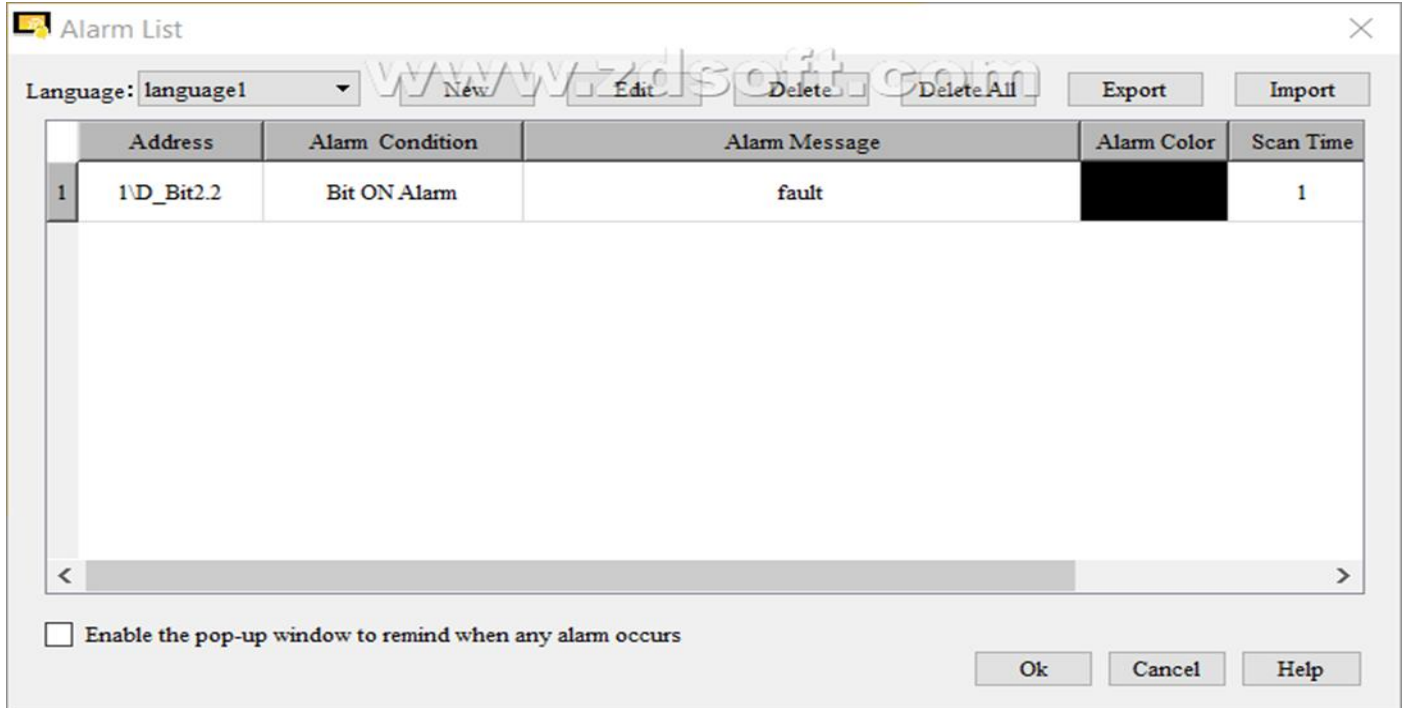 Alarm List
www.zdsoft.com
Language: language1 New Edit Delete Delete All Export Import
Address Alarm Condition Alarm Message Alarm Color Scan Time
1 1\D_Bit2.2 Bit ON Alarm fault 1
Enable the pop-up window to remind when any alarm occurs
Ok Cancel Help